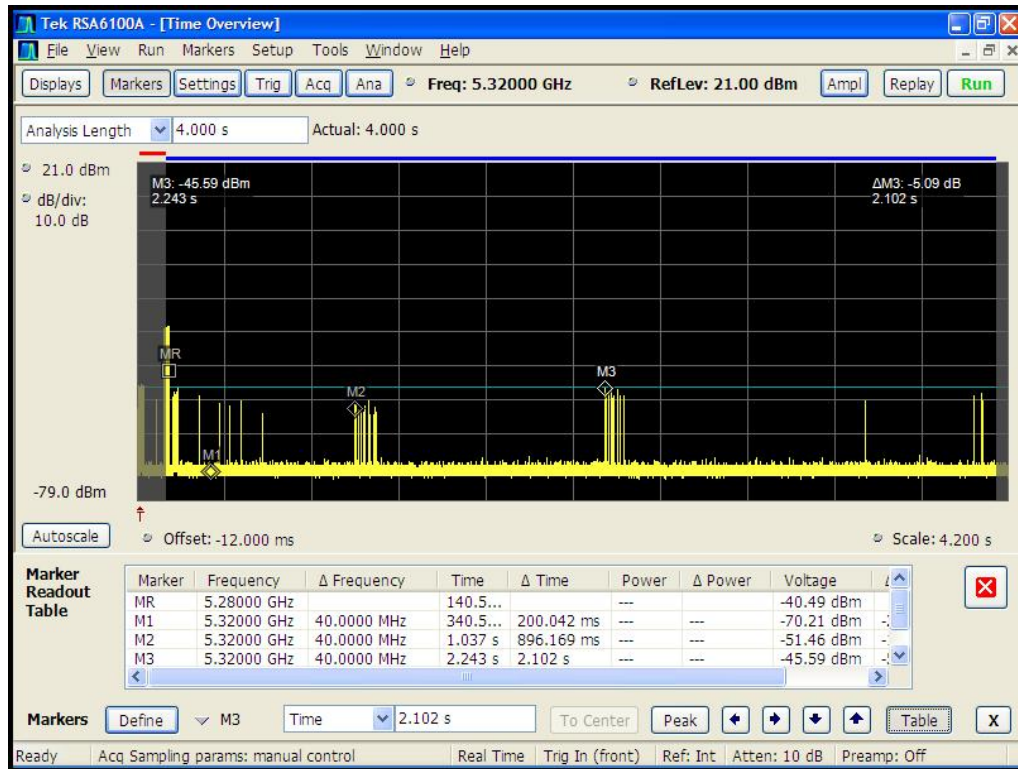 Tek RSA6100A - [Time Overview]
File View Run Markers Setup Tools Window Help
Displays Markers Settings Trig Acq Ana Freq: 5.32000 GHz RefLev: 21.00 dBm Ampl Replay Run
Analysis Length 4.000 s Actual: 4.000 s
21.0 dBm
dB/div:
10.0 dB
M3: -45.59 dBm
2.243 s
ΔM3: -5.09 dB
2.102 s
MR
M3
M2
M1
-79.0 dBm
Autoscale Offset: -12.000 ms Scale: 4.200 s
Marker
Readout
Table
Marker Frequency Δ Frequency Time Δ Time Power Δ Power Voltage
MR 5.28000 GHz 140.5... --- -40.49 dBm
M1 5.32000 GHz 40.0000 MHz 340.5... 200.042 ms --- --- -70.21 dBm
M2 5.32000 GHz 40.0000 MHz 1.037 s 896.169 ms --- --- -51.46 dBm
M3 5.32000 GHz 40.0000 MHz 2.243 s 2.102 s --- --- -45.59 dBm
Markers Define M3 Time 2.102 s To Center Peak Table X
Ready Acq Sampling params: manual control Real Time Trig In (front) Ref: Int Atten: 10 dB Preamp: Off